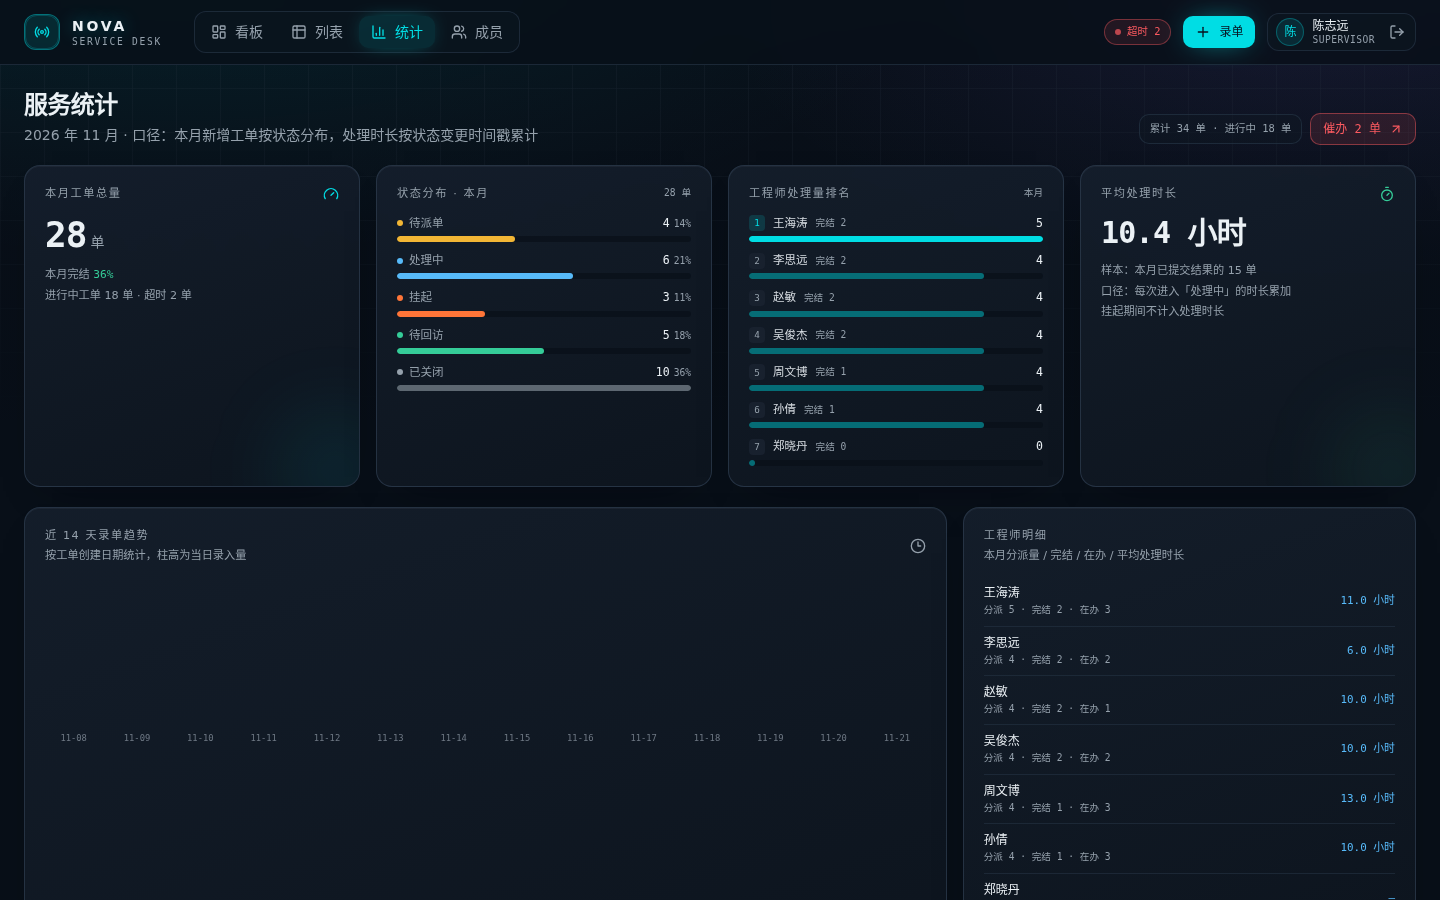 NOVA
SERVICE DESK
看板
列表
统计
成员
超时 2
录单
陈
陈志远
SUPERVISOR
服务统计
2026 年 11 月 · 口径：本月新增工单按状态分布，处理时长按状态变更时间戳累计
累计 34 单 · 进行中 18 单
催办 2 单
本月工单总量
28 单
本月完结 36%
进行中工单 18 单 · 超时 2 单
状态分布 · 本月
28 单
待派单 4 14%
处理中 6 21%
挂起 3 11%
待回访 5 18%
已关闭 10 36%
工程师处理量排名
本月
1 王海涛 完结 2 5
2 李思远 完结 2 4
3 赵敏 完结 2 4
4 吴俊杰 完结 2 4
5 周文博 完结 1 4
6 孙倩 完结 1 4
7 郑晓丹 完结 0 0
平均处理时长
10.4 小时
样本：本月已提交结果的 15 单
口径：每次进入「处理中」的时长累加
挂起期间不计入处理时长
近 14 天录单趋势
按工单创建日期统计，柱高为当日录入量
11-08 11-09 11-10 11-11 11-12 11-13 11-14 11-15 11-16 11-17 11-18 11-19 11-20 11-21
工程师明细
本月分派量 / 完结 / 在办 / 平均处理时长
王海涛
分派 5 · 完结 2 · 在办 3
11.0 小时
李思远
分派 4 · 完结 2 · 在办 2
6.0 小时
赵敏
分派 4 · 完结 2 · 在办 1
10.0 小时
吴俊杰
分派 4 · 完结 2 · 在办 2
10.0 小时
周文博
分派 4 · 完结 1 · 在办 3
13.0 小时
孙倩
分派 4 · 完结 1 · 在办 3
10.0 小时
郑晓丹